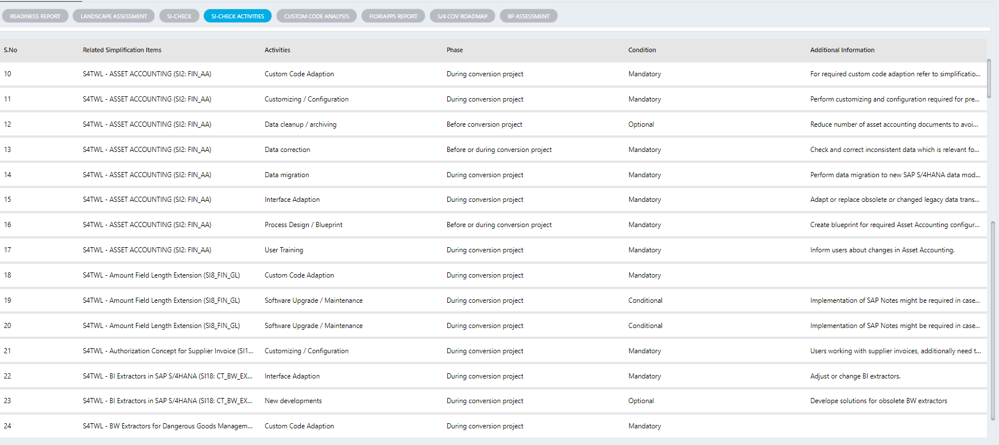 READINESS REPORT LANDSCAPE ASSESSMENT SI-CHECK SI-CHECK ACTIVITIES CUSTOM CODE ANALYSIS FIORIAPPS REPORT S/4 COV ROADMAP BP ASSESSMENT
S.No Related Simplification Items Activities Phase Condition Additional Information
10 S4TWL - ASSET ACCOUNTING (SI2: FIN_AA) Custom Code Adaption During conversion project Mandatory For required custom code adaption refer to simplificatio...
11 S4TWL - ASSET ACCOUNTING (SI2: FIN_AA) Customizing / Configuration During conversion project Mandatory Perform customizing and configuration required for pre...
12 S4TWL - ASSET ACCOUNTING (SI2: FIN_AA) Data cleanup / archiving Before conversion project Optional Reduce number of asset accounting documents to avoi...
13 S4TWL - ASSET ACCOUNTING (SI2: FIN_AA) Data correction Before or during conversion project Mandatory Check and correct inconsistent data which is relevant fo...
14 S4TWL - ASSET ACCOUNTING (SI2: FIN_AA) Data migration During conversion project Mandatory Perform data migration to new SAP S/4HANA data mod...
15 S4TWL - ASSET ACCOUNTING (SI2: FIN_AA) Interface Adaption During conversion project Mandatory Adapt or replace obsolete or changed legacy data trans...
16 S4TWL - ASSET ACCOUNTING (SI2: FIN_AA) Process Design / Blueprint Before or during conversion project Mandatory Create blueprint for required Asset Accounting configur...
17 S4TWL - ASSET ACCOUNTING (SI2: FIN_AA) User Training During conversion project Mandatory Inform users about changes in Asset Accounting.
18 S4TWL - Amount Field Length Extension (SI8_FIN_GL) Custom Code Adaption During conversion project Mandatory
19 S4TWL - Amount Field Length Extension (SI8_FIN_GL) Software Upgrade / Maintenance During conversion project Conditional Implementation of SAP Notes might be required in case...
20 S4TWL - Amount Field Length Extension (SI8_FIN_GL) Software Upgrade / Maintenance During conversion project Conditional Implementation of SAP Notes might be required in case...
21 S4TWL - Authorization Concept for Supplier Invoice (SI1... Customizing / Configuration During conversion project Mandatory Users working with supplier invoices, additionally need t...
22 S4TWL - BI Extractors in SAP S/4HANA (SI18: CT_BW_EX... Interface Adaption During conversion project Mandatory Adjust or change BI extractors.
23 S4TWL - BI Extractors in SAP S/4HANA (SI18: CT_BW_EX... New developments During conversion project Optional Develope solutions for obsolete BW extractors
24 S4TWL - BW Extractors for Dangerous Goods Managem... Custom Code Adaption During conversion project Mandatory